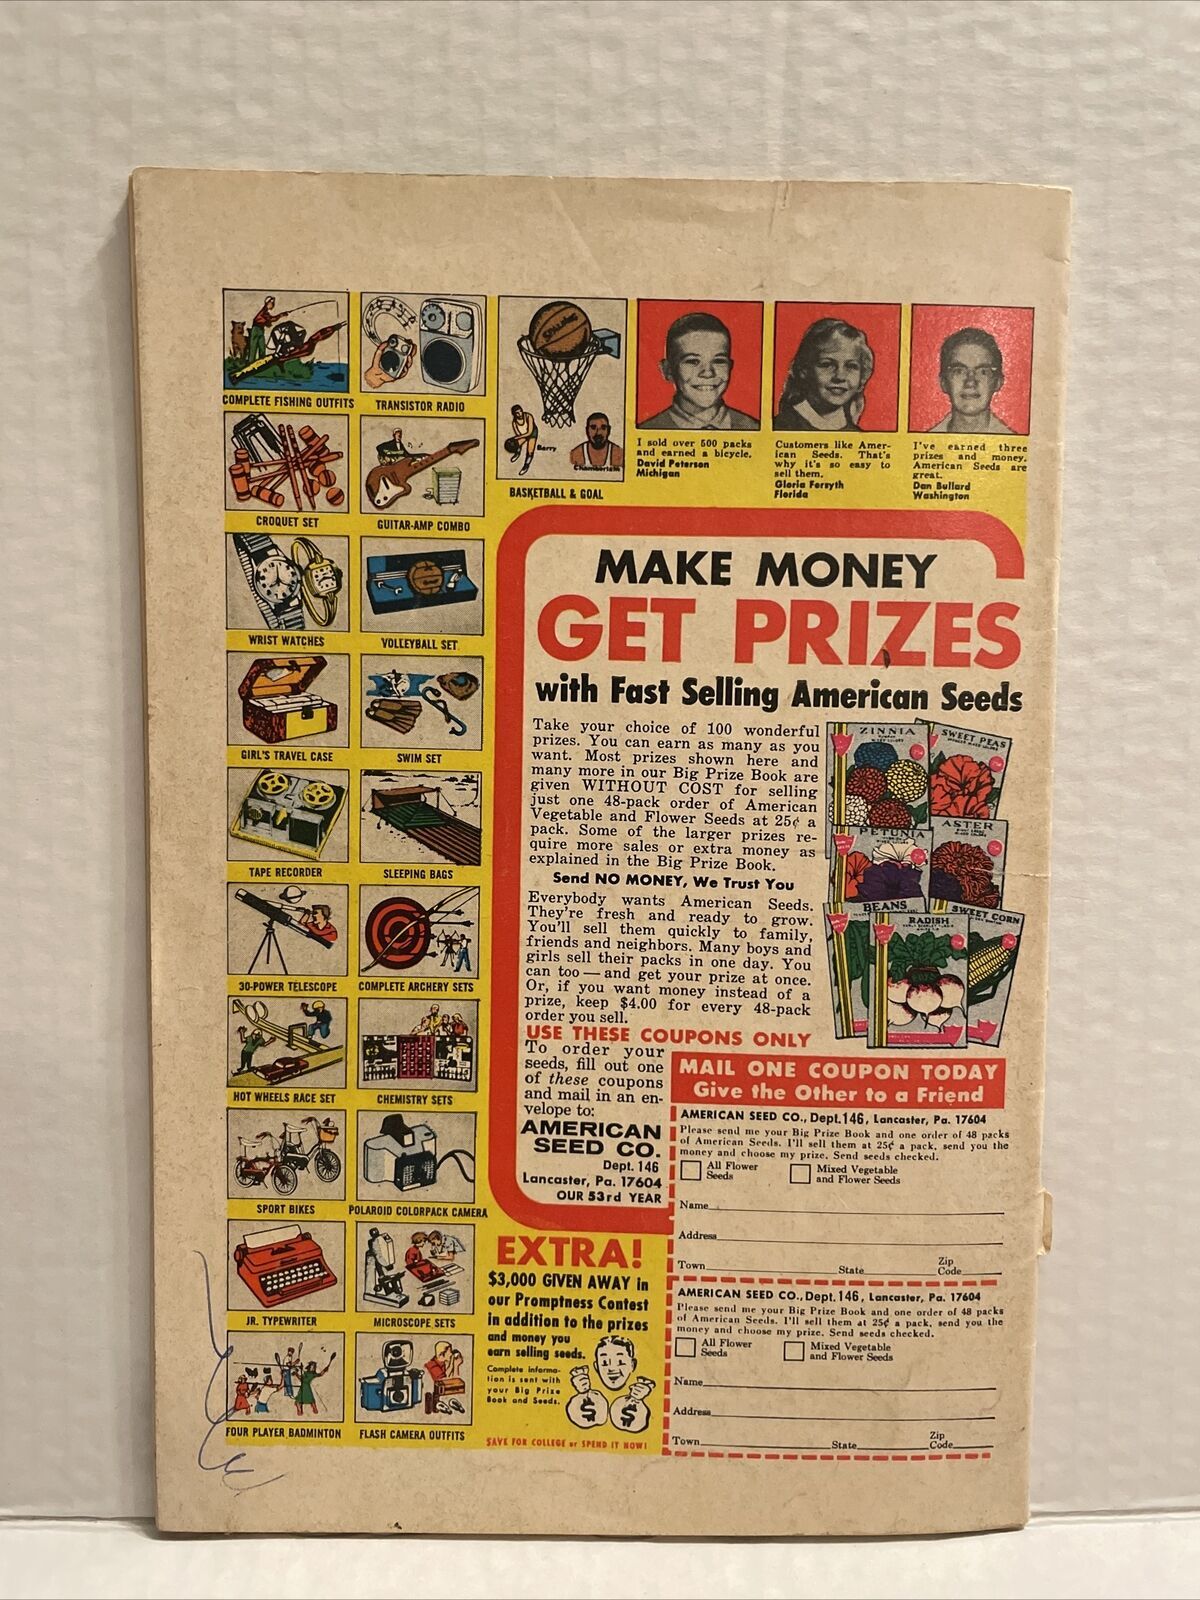 COMPLETE FISHING OUTFITS
TRANSISTOR RADIO
CROQUET SET
GUITAR-AMP COMBO
WRIST WATCHES
VOLLEYBALL SET
GIRL'S TRAVEL CASE
SWIM SET
TAPE RECORDER
SLEEPING BAGS
30-POWER TELESCOPE
COMPLETE ARCHERY SETS
HOT WHEELS RACE SET
CHEMISTRY SETS
SPORT BIKES
POLAROID COLORPACK CAMERA
JR. TYPEWRITER
MICROSCOPE SETS
FOUR PLAYER BADMINTON
FLASH CAMERA OUTFITS
SPALDING
Barry
Chamberlain
BASKETBALL & GOAL
I sold over 500 packs
and earned a bicycle.
David Peterson
Michigan
Customers like Amer-
ican Seeds. That's
why it's so easy to
sell them.
Gloria Forsyth
Florida
I've earned three
prizes and money.
American Seeds are
great.
Dan Bullard
Washington
MAKE MONEY
GET PRIZES
with Fast Selling American Seeds
Take your choice of 100 wonderful
prizes. You can earn as many as you
want. Most prizes shown here and
many more in our Big Prize Book are
given WITHOUT COST for selling
just one 48-pack order of American
Vegetable and Flower Seeds at 25¢ a
pack. Some of the larger prizes re-
quire more sales or extra money as
explained in the Big Prize Book.
Send NO MONEY, We Trust You
Everybody wants American Seeds.
They're fresh and ready to grow.
You'll sell them quickly to family,
friends and neighbors. Many boys and
girls sell their packs in one day. You
can too — and get your prize at once.
Or, if you want money instead of a
prize, keep $4.00 for every 48-pack
order you sell.
ZINNIA
SWEET PEAS
PETUNIA
ASTER
BEANS
RADISH
SWEET CORN
USE THESE COUPONS ONLY
To order your
seeds, fill out one
of these coupons
and mail in an en-
velope to:
AMERICAN
SEED CO.
Dept. 146
Lancaster, Pa. 17604
OUR 53rd YEAR
MAIL ONE COUPON TODAY
Give the Other to a Friend
AMERICAN SEED CO., Dept. 146, Lancaster, Pa. 17604
Please send me your Big Prize Book and one order of 48 packs
of American Seeds. I'll sell them at 25¢ a pack, send you the
money and choose my prize. Send seeds checked.
All Flower
Seeds
Mixed Vegetable
and Flower Seeds
Name
Address
Town State Zip
Code
AMERICAN SEED CO., Dept. 146, Lancaster, Pa. 17604
Please send me your Big Prize Book and one order of 48 packs
of American Seeds. I'll sell them at 25¢ a pack, send you the
money and choose my prize. Send seeds checked.
All Flower
Seeds
Mixed Vegetable
and Flower Seeds
Name
Address
Town State Zip
Code
EXTRA!
$3,000 GIVEN AWAY in
our Promptness Contest
in addition to the prizes
and money you
earn selling seeds.
Complete informa-
tion is sent with
your Big Prize
Book and Seeds.
$ $
SAVE FOR COLLEGE or SPEND IT NOW!